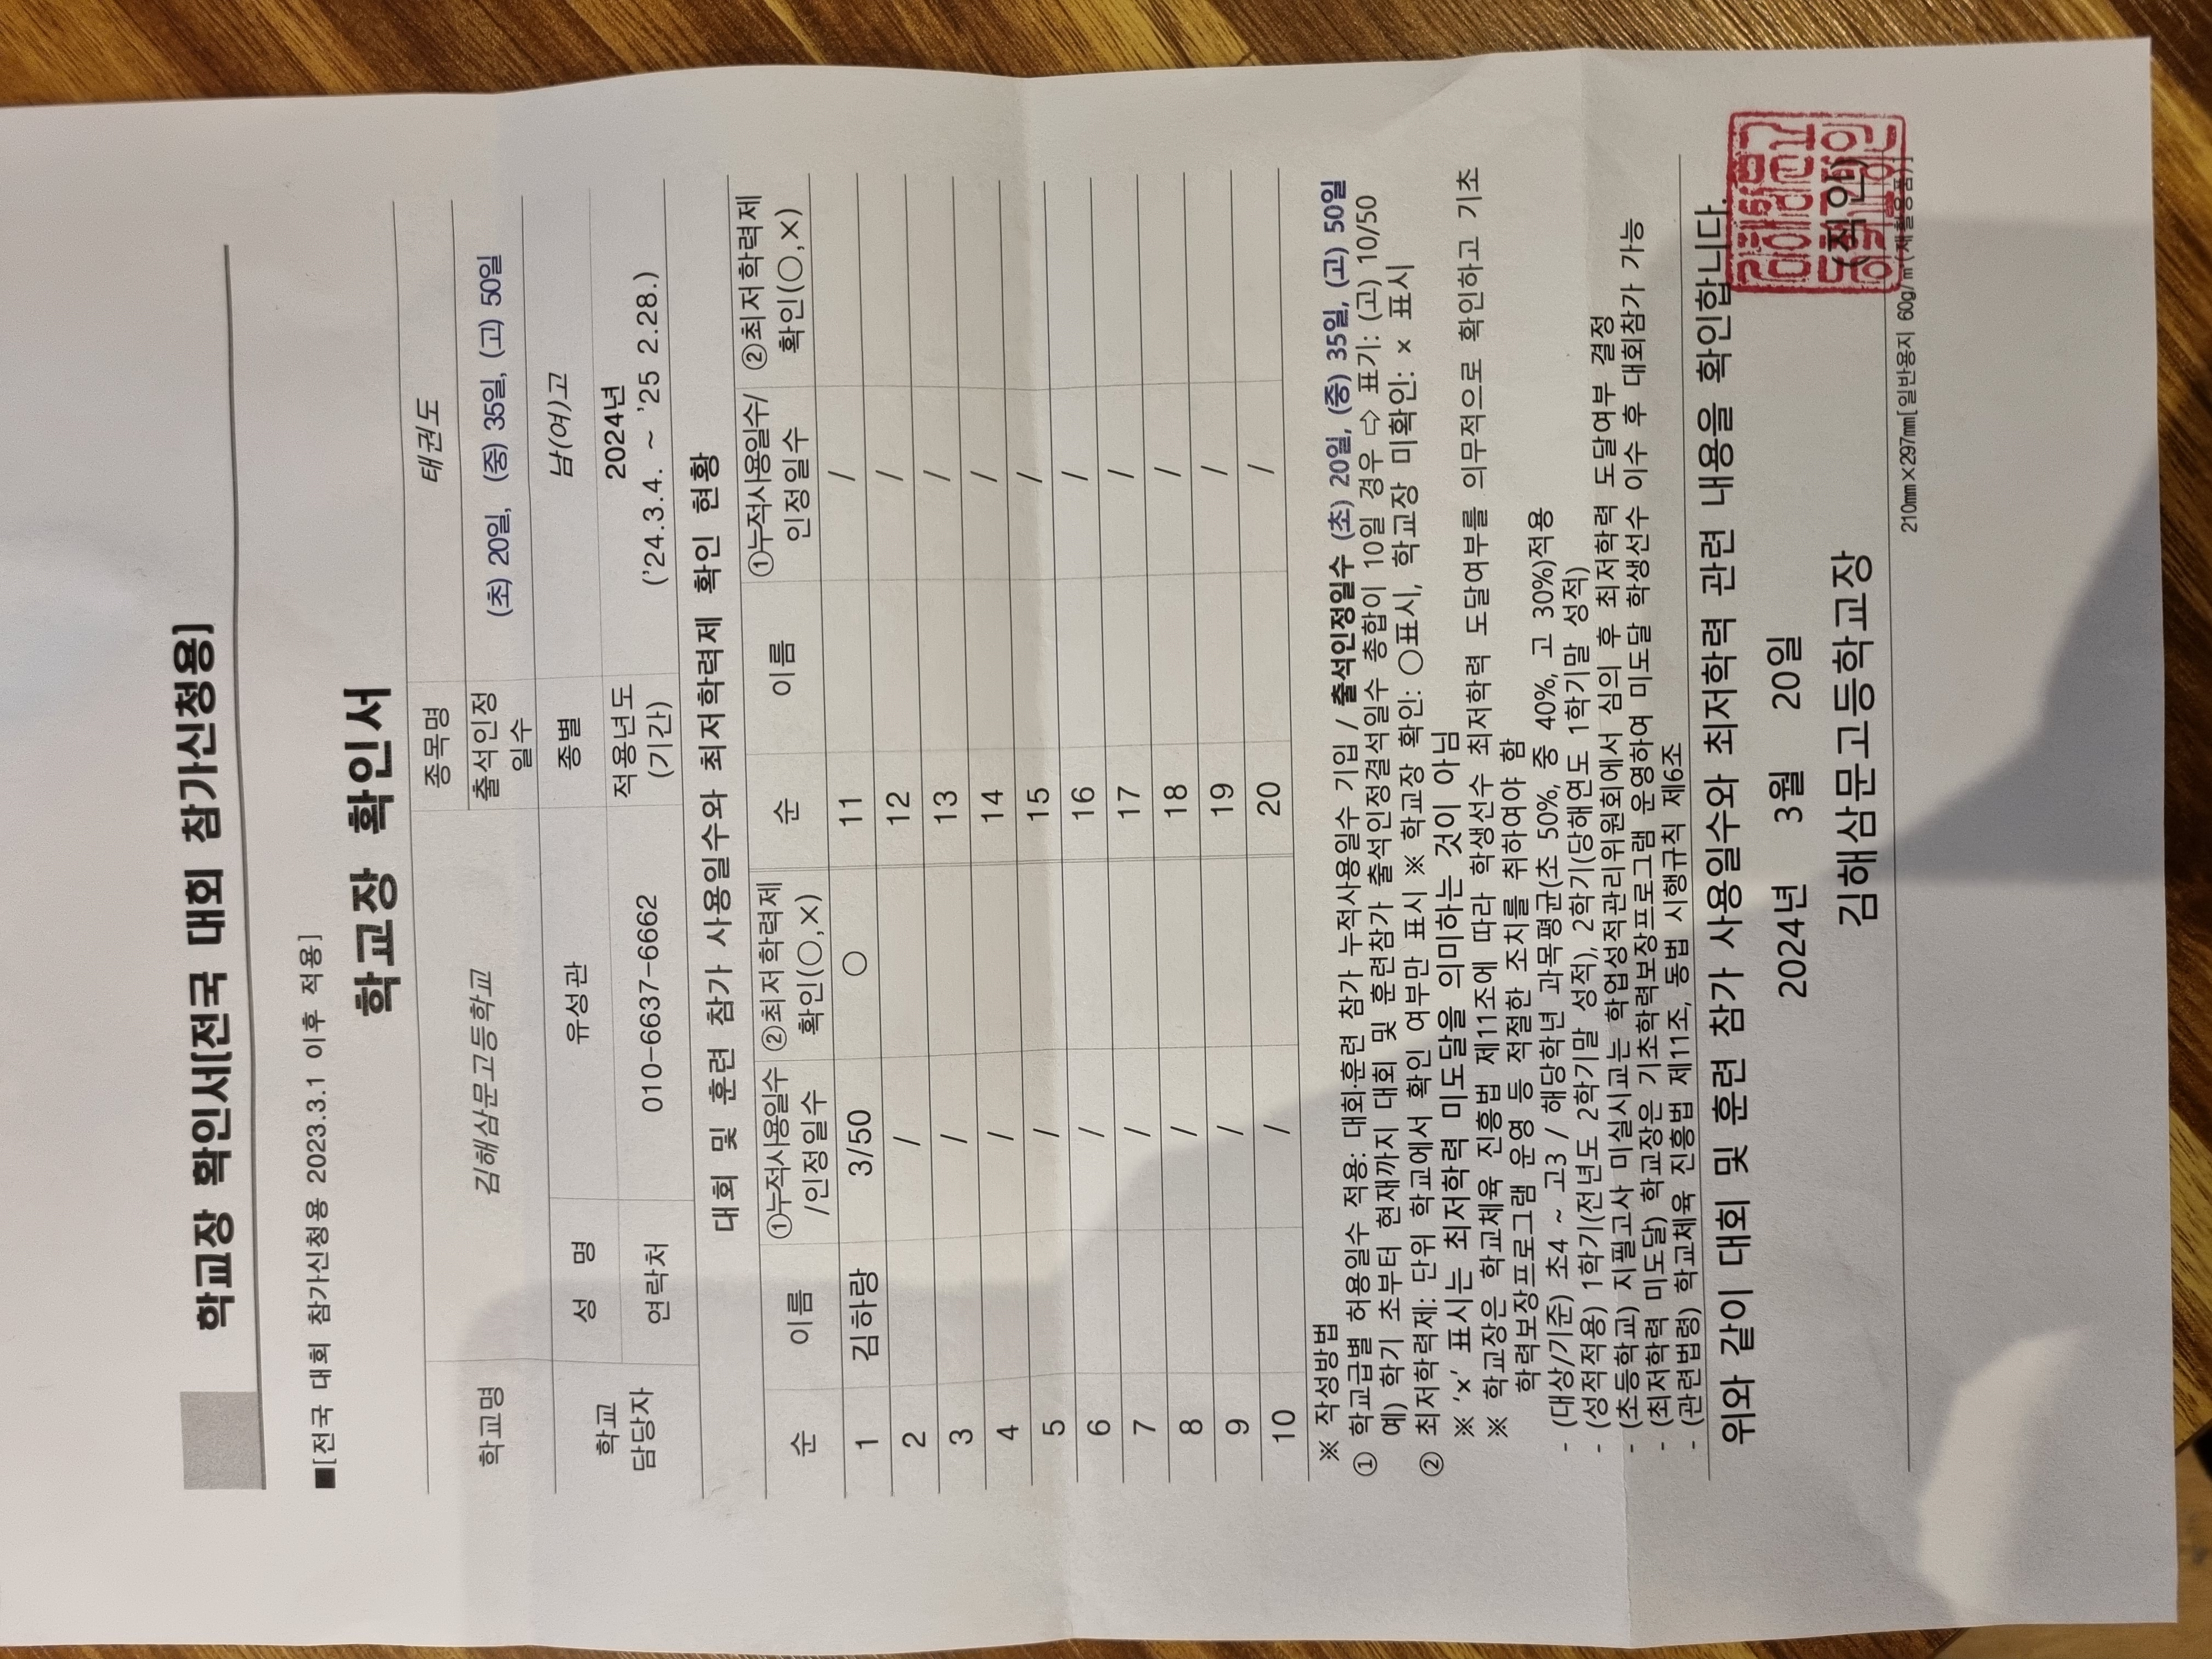 학교장 확인서[전국 대회 참가신청용]
■[전국 대회 참가신청용 2023.3.1 이후 적용]
학교장 확인서
학교명 김해삼문고등학교 종목명 태권도
출석인정일수 (초) 20일, (중) 35일, (고) 50일
학교 담당자 성 명 유성관 종별 남(여)고
연락처 010-6637-6662 적용년도 (기간) 2024년 ('24.3.4. ~ '25 2.28.)
대회 및 훈련 참가 사용일수와 최저학력제 확인 현황
순 이름 ①누적사용일수/인정일수 ②최저학력제 확인(○,×) 순 이름 ①누적사용일수/인정일수 ②최저학력제 확인(○,×)
1 김하랑 3/50 ○ 11 /
2 / 12 /
3 / 13 /
4 / 14 /
5 / 15 /
6 / 16 /
7 / 17 /
8 / 18 /
9 / 19 /
10 / 20 /
※ 작성방법
① 학교급별 허용일수 적용: 대회·훈련 참가 누적사용일수 기입 / 출석인정일수 (초) 20일, (중) 35일, (고) 50일
예) 학기 초부터 현재까지 대회 및 훈련참가 출석인정결석일수 총합이 10일 경우 ⇨ 표기: (고) 10/50
② 최저학력제: 단위 학교에서 확인 여부만 표시 ※ 학교장 확인: ○표시, 학교장 미확인: × 표시
※ '×' 표시는 최저학력 미도달을 의미하는 것이 아님
※ 학교장은 학교체육 진흥법 제11조에 따라 학생선수 최저학력 도달여부를 의무적으로 확인하고 기초
학력보장프로그램 운영 등 적절한 조치를 취하여야 함
- (대상/기준) 초4 ~ 고3 / 해당학년 과목평균(초 50%, 중 40%, 고 30%)적용
- (성적적용) 1학기(전년도 2학기말 성적), 2학기(당해연도 1학기말 성적)
- (초등학교) 지필고사 미실시교는 학업성적관리위원회에서 심의 후 최저학력 도달여부 결정
- (최저학력 미도달) 학교장은 기초학력보장프로그램 운영하여 미도달 학생선수 이수 후 대회참가 가능
- (관련법령) 학교체육 진흥법 제11조, 동법 시행규칙 제6조
위와 같이 대회 및 훈련 참가 사용일수와 최저학력 관련 내용을 확인합니다.
2024년 3월 20일
김해삼문고등학교장 (직인)
210㎜×297㎜[일반용지 60g/㎡(재활용품)]